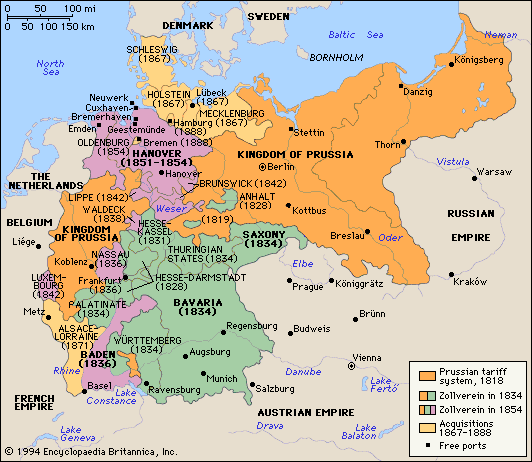 0 50 100 mi
0 50 100 150 km
DENMARK
SWEDEN
North
Sea
Baltic Sea
BORNHOLM
Neman
SCHLESWIG
(1867)
Königsberg
Danzig
HOLSTEIN
(1867)
Lübeck
(1867)
Neuwerk
Cuxhaven
Bremerhaven
Emden
Geestemünde
Hamburg
(1888)
MECKLENBURG
(1867)
Bremen (1888)
OLDENBURG
(1854)
HANOVER
(1851-1854)
Hanover
Stettin
Thorn
KINGDOM OF PRUSSIA
Berlin
Vistula
Warsaw
THE
NETHERLANDS
LIPPE (1842)
BRUNSWICK (1842)
WALDECK
(1838)
Weser
ANHALT
(1828)
(1819)
Kottbus
RUSSIAN
EMPIRE
BELGIUM
Liége
KINGDOM
OF PRUSSIA
HESSE-
KASSEL
(1831)
SAXONY
(1834)
Breslau
Oder
THURINGIAN
STATES (1834)
Koblenz
NASSAU
(1836)
Elbe
LUXEM-
BOURG
(1842)
Frankfurt
(1836)
HESSE-DARMSTADT
(1828)
Prague
Königgrätz
Kraków
Metz
PALATINATE
(1834)
BAVARIA
(1834)
Brünn
ALSACE-
LORRAINE
(1871)
WÜRTTEMBERG
(1834)
Regensburg
Budweis
BADEN
(1836)
Augsburg
Vienna
Rhine
Munich
Danube
Basel
Ravensburg
Salzburg
Lake
Constance
Lake
Fertő
FRENCH
EMPIRE
AUSTRIAN EMPIRE
Lake
Geneva
Drava
Lake
Balaton
Prussian tariff
system, 1818
Zollverein in 1834
Zollverein in 1854
Acquisitions
1867-1888
Free ports
© 1994 Encyclopaedia Britannica, Inc.